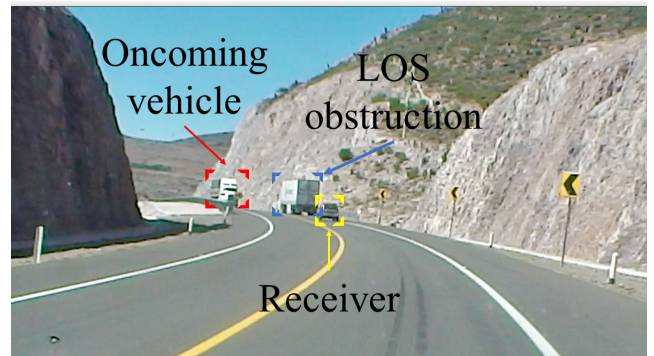 Oncoming
vehicle
LOS
obstruction
Receiver